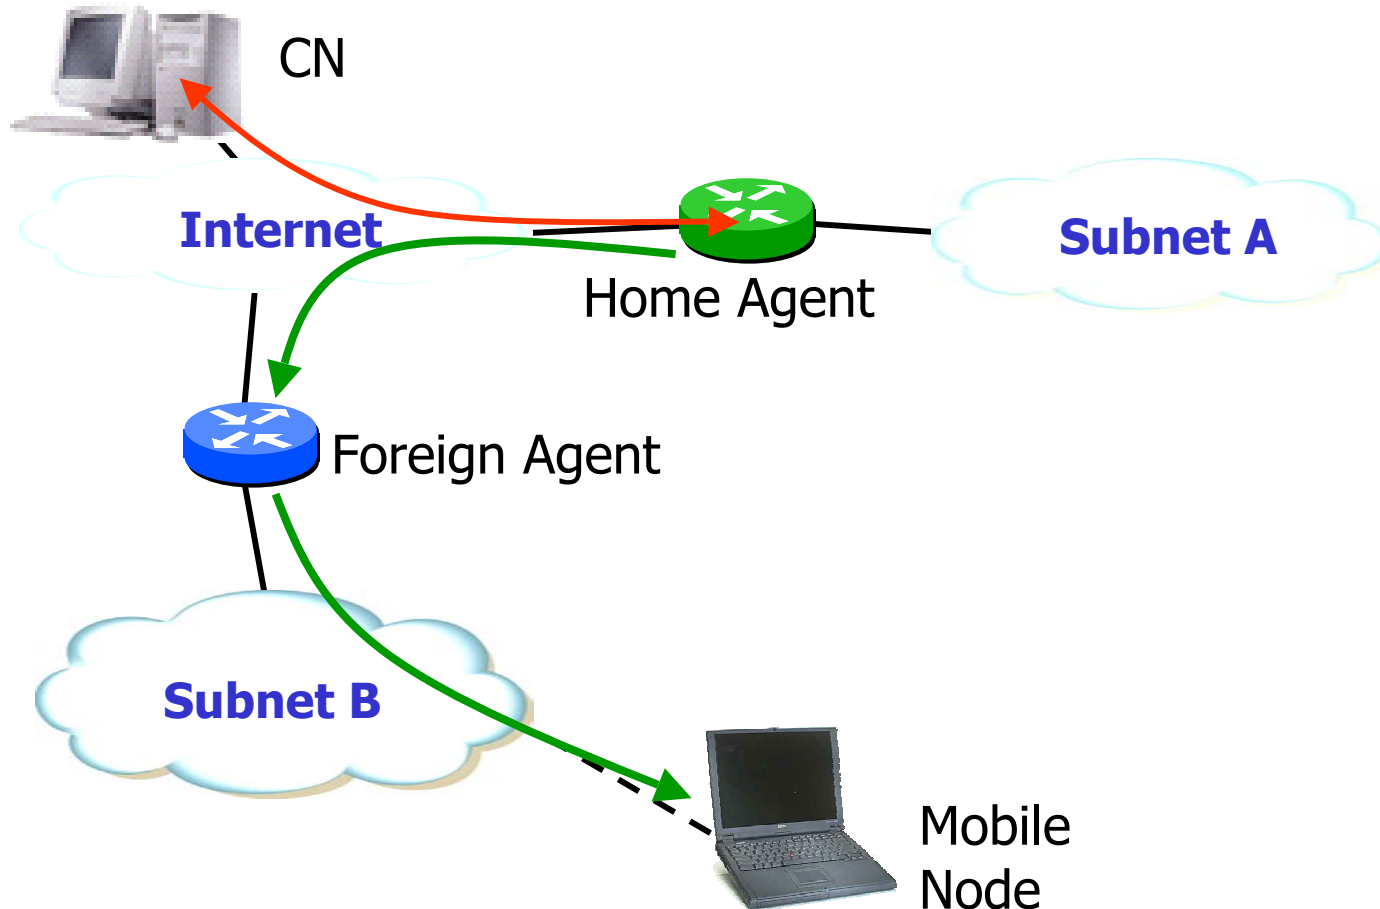 CN
Internet
Subnet A
Home Agent
Foreign Agent
Subnet B
Mobile
Node